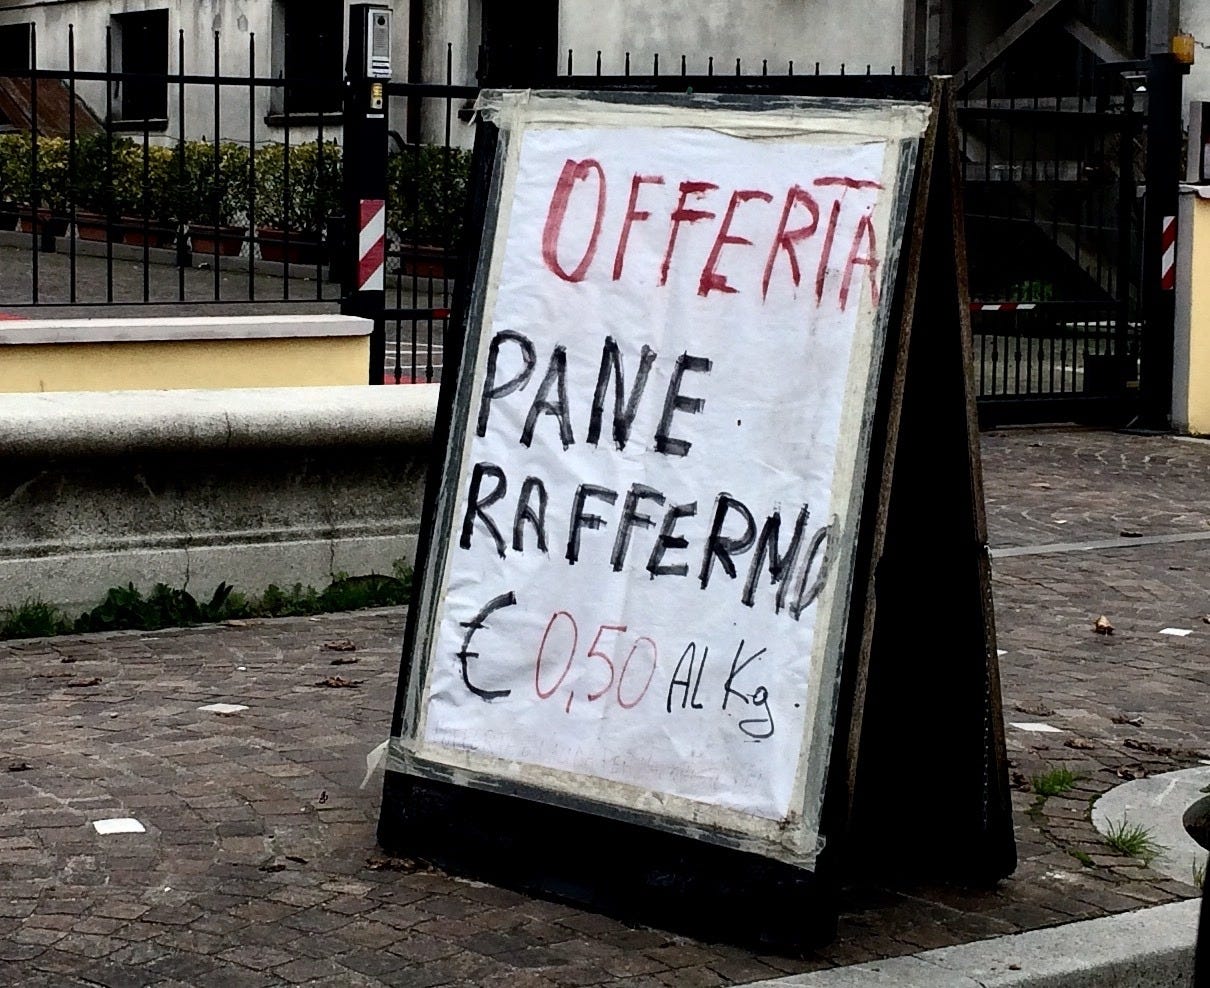 OFFERTA
PANE
RAFFERMO
€ 0,50 AL Kg.